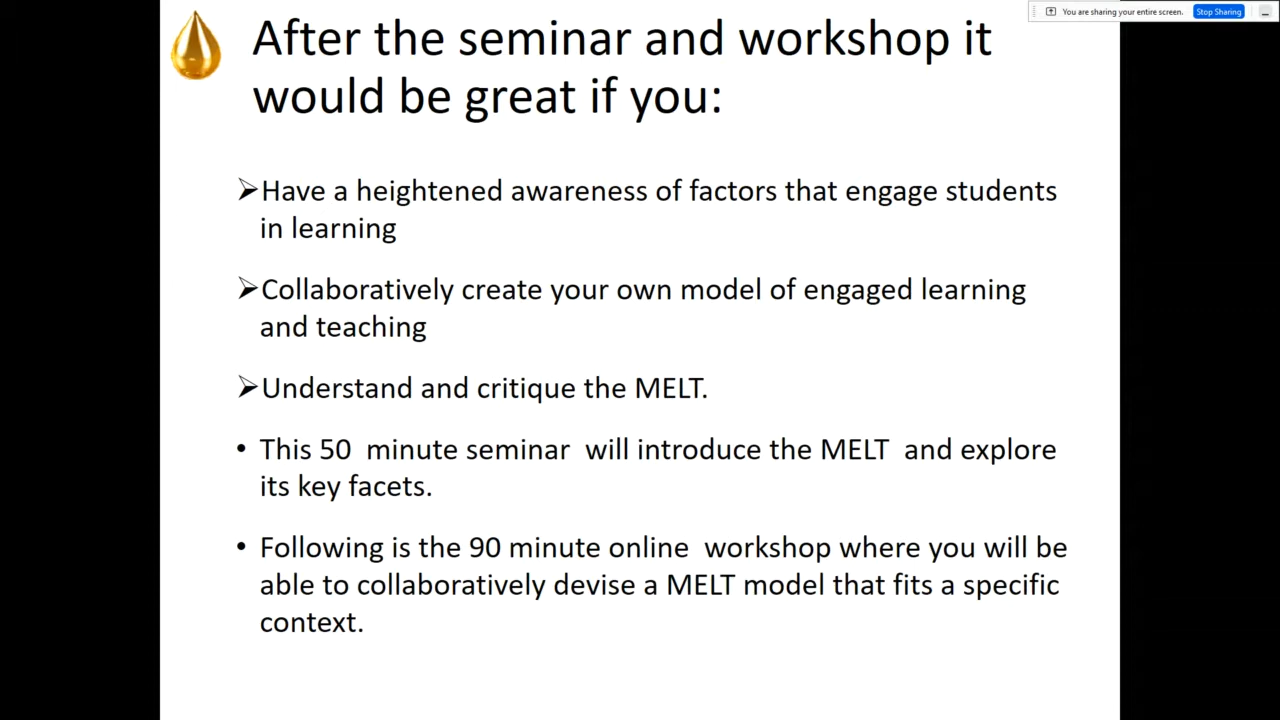 You are sharing your entire screen. Stop Sharing ...
After the seminar and workshop it
would be great if you:
➢Have a heightened awareness of factors that engage students
in learning
➢Collaboratively create your own model of engaged learning
and teaching
➢Understand and critique the MELT.
• This 50 minute seminar will introduce the MELT and explore
its key facets.
• Following is the 90 minute online workshop where you will be
able to collaboratively devise a MELT model that fits a specific
context.